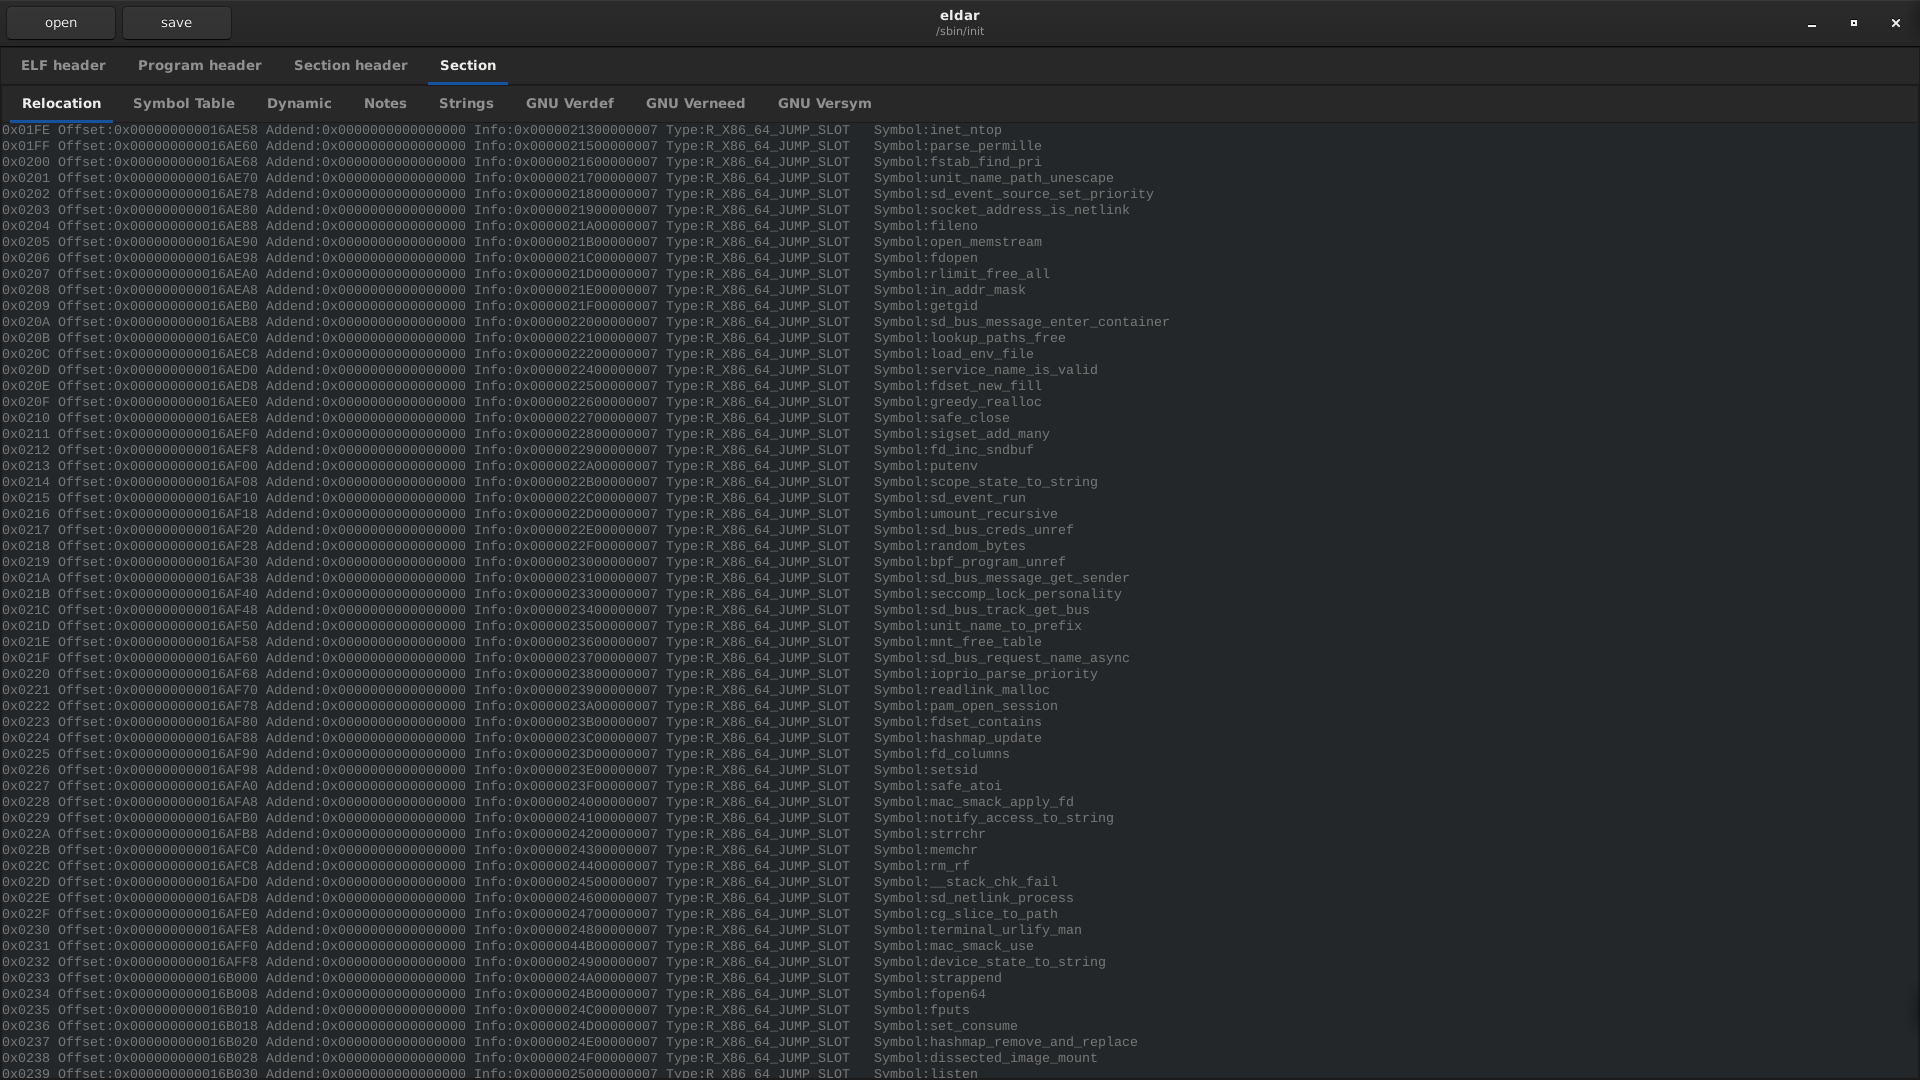 open save eldar
/sbin/init
ELF header Program header Section header Section
Relocation Symbol Table Dynamic Notes Strings GNU Verdef GNU Verneed GNU Versym
0x01FE Offset:0x000000000016AE58 Addend:0x0000000000000000 Info:0x0000021300000007 Type:R_X86_64_JUMP_SLOT Symbol:inet_ntop
0x01FF Offset:0x000000000016AE60 Addend:0x0000000000000000 Info:0x0000021500000007 Type:R_X86_64_JUMP_SLOT Symbol:parse_permille
0x0200 Offset:0x000000000016AE68 Addend:0x0000000000000000 Info:0x0000021600000007 Type:R_X86_64_JUMP_SLOT Symbol:fstab_find_pri
0x0201 Offset:0x000000000016AE70 Addend:0x0000000000000000 Info:0x0000021700000007 Type:R_X86_64_JUMP_SLOT Symbol:unit_name_path_unescape
0x0202 Offset:0x000000000016AE78 Addend:0x0000000000000000 Info:0x0000021800000007 Type:R_X86_64_JUMP_SLOT Symbol:sd_event_source_set_priority
0x0203 Offset:0x000000000016AE80 Addend:0x0000000000000000 Info:0x0000021900000007 Type:R_X86_64_JUMP_SLOT Symbol:socket_address_is_netlink
0x0204 Offset:0x000000000016AE88 Addend:0x0000000000000000 Info:0x0000021A00000007 Type:R_X86_64_JUMP_SLOT Symbol:fileno
0x0205 Offset:0x000000000016AE90 Addend:0x0000000000000000 Info:0x0000021B00000007 Type:R_X86_64_JUMP_SLOT Symbol:open_memstream
0x0206 Offset:0x000000000016AE98 Addend:0x0000000000000000 Info:0x0000021C00000007 Type:R_X86_64_JUMP_SLOT Symbol:fdopen
0x0207 Offset:0x000000000016AEA0 Addend:0x0000000000000000 Info:0x0000021D00000007 Type:R_X86_64_JUMP_SLOT Symbol:rlimit_free_all
0x0208 Offset:0x000000000016AEA8 Addend:0x0000000000000000 Info:0x0000021E00000007 Type:R_X86_64_JUMP_SLOT Symbol:in_addr_mask
0x0209 Offset:0x000000000016AEB0 Addend:0x0000000000000000 Info:0x0000021F00000007 Type:R_X86_64_JUMP_SLOT Symbol:getgid
0x020A Offset:0x000000000016AEB8 Addend:0x0000000000000000 Info:0x0000022000000007 Type:R_X86_64_JUMP_SLOT Symbol:sd_bus_message_enter_container
0x020B Offset:0x000000000016AEC0 Addend:0x0000000000000000 Info:0x0000022100000007 Type:R_X86_64_JUMP_SLOT Symbol:lookup_paths_free
0x020C Offset:0x000000000016AEC8 Addend:0x0000000000000000 Info:0x0000022200000007 Type:R_X86_64_JUMP_SLOT Symbol:load_env_file
0x020D Offset:0x000000000016AED0 Addend:0x0000000000000000 Info:0x0000022400000007 Type:R_X86_64_JUMP_SLOT Symbol:service_name_is_valid
0x020E Offset:0x000000000016AED8 Addend:0x0000000000000000 Info:0x0000022500000007 Type:R_X86_64_JUMP_SLOT Symbol:fdset_new_fill
0x020F Offset:0x000000000016AEE0 Addend:0x0000000000000000 Info:0x0000022600000007 Type:R_X86_64_JUMP_SLOT Symbol:greedy_realloc
0x0210 Offset:0x000000000016AEE8 Addend:0x0000000000000000 Info:0x0000022700000007 Type:R_X86_64_JUMP_SLOT Symbol:safe_close
0x0211 Offset:0x000000000016AEF0 Addend:0x0000000000000000 Info:0x0000022800000007 Type:R_X86_64_JUMP_SLOT Symbol:sigset_add_many
0x0212 Offset:0x000000000016AEF8 Addend:0x0000000000000000 Info:0x0000022900000007 Type:R_X86_64_JUMP_SLOT Symbol:fd_inc_sndbuf
0x0213 Offset:0x000000000016AF00 Addend:0x0000000000000000 Info:0x0000022A00000007 Type:R_X86_64_JUMP_SLOT Symbol:putenv
0x0214 Offset:0x000000000016AF08 Addend:0x0000000000000000 Info:0x0000022B00000007 Type:R_X86_64_JUMP_SLOT Symbol:scope_state_to_string
0x0215 Offset:0x000000000016AF10 Addend:0x0000000000000000 Info:0x0000022C00000007 Type:R_X86_64_JUMP_SLOT Symbol:sd_event_run
0x0216 Offset:0x000000000016AF18 Addend:0x0000000000000000 Info:0x0000022D00000007 Type:R_X86_64_JUMP_SLOT Symbol:umount_recursive
0x0217 Offset:0x000000000016AF20 Addend:0x0000000000000000 Info:0x0000022E00000007 Type:R_X86_64_JUMP_SLOT Symbol:sd_bus_creds_unref
0x0218 Offset:0x000000000016AF28 Addend:0x0000000000000000 Info:0x0000022F00000007 Type:R_X86_64_JUMP_SLOT Symbol:random_bytes
0x0219 Offset:0x000000000016AF30 Addend:0x0000000000000000 Info:0x0000023000000007 Type:R_X86_64_JUMP_SLOT Symbol:bpf_program_unref
0x021A Offset:0x000000000016AF38 Addend:0x0000000000000000 Info:0x0000023100000007 Type:R_X86_64_JUMP_SLOT Symbol:sd_bus_message_get_sender
0x021B Offset:0x000000000016AF40 Addend:0x0000000000000000 Info:0x0000023300000007 Type:R_X86_64_JUMP_SLOT Symbol:seccomp_lock_personality
0x021C Offset:0x000000000016AF48 Addend:0x0000000000000000 Info:0x0000023400000007 Type:R_X86_64_JUMP_SLOT Symbol:sd_bus_track_get_bus
0x021D Offset:0x000000000016AF50 Addend:0x0000000000000000 Info:0x0000023500000007 Type:R_X86_64_JUMP_SLOT Symbol:unit_name_to_prefix
0x021E Offset:0x000000000016AF58 Addend:0x0000000000000000 Info:0x0000023600000007 Type:R_X86_64_JUMP_SLOT Symbol:mnt_free_table
0x021F Offset:0x000000000016AF60 Addend:0x0000000000000000 Info:0x0000023700000007 Type:R_X86_64_JUMP_SLOT Symbol:sd_bus_request_name_async
0x0220 Offset:0x000000000016AF68 Addend:0x0000000000000000 Info:0x0000023800000007 Type:R_X86_64_JUMP_SLOT Symbol:ioprio_parse_priority
0x0221 Offset:0x000000000016AF70 Addend:0x0000000000000000 Info:0x0000023900000007 Type:R_X86_64_JUMP_SLOT Symbol:readlink_malloc
0x0222 Offset:0x000000000016AF78 Addend:0x0000000000000000 Info:0x0000023A00000007 Type:R_X86_64_JUMP_SLOT Symbol:pam_open_session
0x0223 Offset:0x000000000016AF80 Addend:0x0000000000000000 Info:0x0000023B00000007 Type:R_X86_64_JUMP_SLOT Symbol:fdset_contains
0x0224 Offset:0x000000000016AF88 Addend:0x0000000000000000 Info:0x0000023C00000007 Type:R_X86_64_JUMP_SLOT Symbol:hashmap_update
0x0225 Offset:0x000000000016AF90 Addend:0x0000000000000000 Info:0x0000023D00000007 Type:R_X86_64_JUMP_SLOT Symbol:fd_columns
0x0226 Offset:0x000000000016AF98 Addend:0x0000000000000000 Info:0x0000023E00000007 Type:R_X86_64_JUMP_SLOT Symbol:setsid
0x0227 Offset:0x000000000016AFA0 Addend:0x0000000000000000 Info:0x0000023F00000007 Type:R_X86_64_JUMP_SLOT Symbol:safe_atoi
0x0228 Offset:0x000000000016AFA8 Addend:0x0000000000000000 Info:0x0000024000000007 Type:R_X86_64_JUMP_SLOT Symbol:mac_smack_apply_fd
0x0229 Offset:0x000000000016AFB0 Addend:0x0000000000000000 Info:0x0000024100000007 Type:R_X86_64_JUMP_SLOT Symbol:notify_access_to_string
0x022A Offset:0x000000000016AFB8 Addend:0x0000000000000000 Info:0x0000024200000007 Type:R_X86_64_JUMP_SLOT Symbol:strrchr
0x022B Offset:0x000000000016AFC0 Addend:0x0000000000000000 Info:0x0000024300000007 Type:R_X86_64_JUMP_SLOT Symbol:memchr
0x022C Offset:0x000000000016AFC8 Addend:0x0000000000000000 Info:0x0000024400000007 Type:R_X86_64_JUMP_SLOT Symbol:rm_rf
0x022D Offset:0x000000000016AFD0 Addend:0x0000000000000000 Info:0x0000024500000007 Type:R_X86_64_JUMP_SLOT Symbol:__stack_chk_fail
0x022E Offset:0x000000000016AFD8 Addend:0x0000000000000000 Info:0x0000024600000007 Type:R_X86_64_JUMP_SLOT Symbol:sd_netlink_process
0x022F Offset:0x000000000016AFE0 Addend:0x0000000000000000 Info:0x0000024700000007 Type:R_X86_64_JUMP_SLOT Symbol:cg_slice_to_path
0x0230 Offset:0x000000000016AFE8 Addend:0x0000000000000000 Info:0x0000024800000007 Type:R_X86_64_JUMP_SLOT Symbol:terminal_urlify_man
0x0231 Offset:0x000000000016AFF0 Addend:0x0000000000000000 Info:0x0000044B00000007 Type:R_X86_64_JUMP_SLOT Symbol:mac_smack_use
0x0232 Offset:0x000000000016AFF8 Addend:0x0000000000000000 Info:0x0000024900000007 Type:R_X86_64_JUMP_SLOT Symbol:device_state_to_string
0x0233 Offset:0x000000000016B000 Addend:0x0000000000000000 Info:0x0000024A00000007 Type:R_X86_64_JUMP_SLOT Symbol:strappend
0x0234 Offset:0x000000000016B008 Addend:0x0000000000000000 Info:0x0000024B00000007 Type:R_X86_64_JUMP_SLOT Symbol:fopen64
0x0235 Offset:0x000000000016B010 Addend:0x0000000000000000 Info:0x0000024C00000007 Type:R_X86_64_JUMP_SLOT Symbol:fputs
0x0236 Offset:0x000000000016B018 Addend:0x0000000000000000 Info:0x0000024D00000007 Type:R_X86_64_JUMP_SLOT Symbol:set_consume
0x0237 Offset:0x000000000016B020 Addend:0x0000000000000000 Info:0x0000024E00000007 Type:R_X86_64_JUMP_SLOT Symbol:hashmap_remove_and_replace
0x0238 Offset:0x000000000016B028 Addend:0x0000000000000000 Info:0x0000024F00000007 Type:R_X86_64_JUMP_SLOT Symbol:dissected_image_mount
0x0239 Offset:0x000000000016B030 Addend:0x0000000000000000 Info:0x0000025000000007 Type:R_X86_64_JUMP_SLOT Symbol:listen